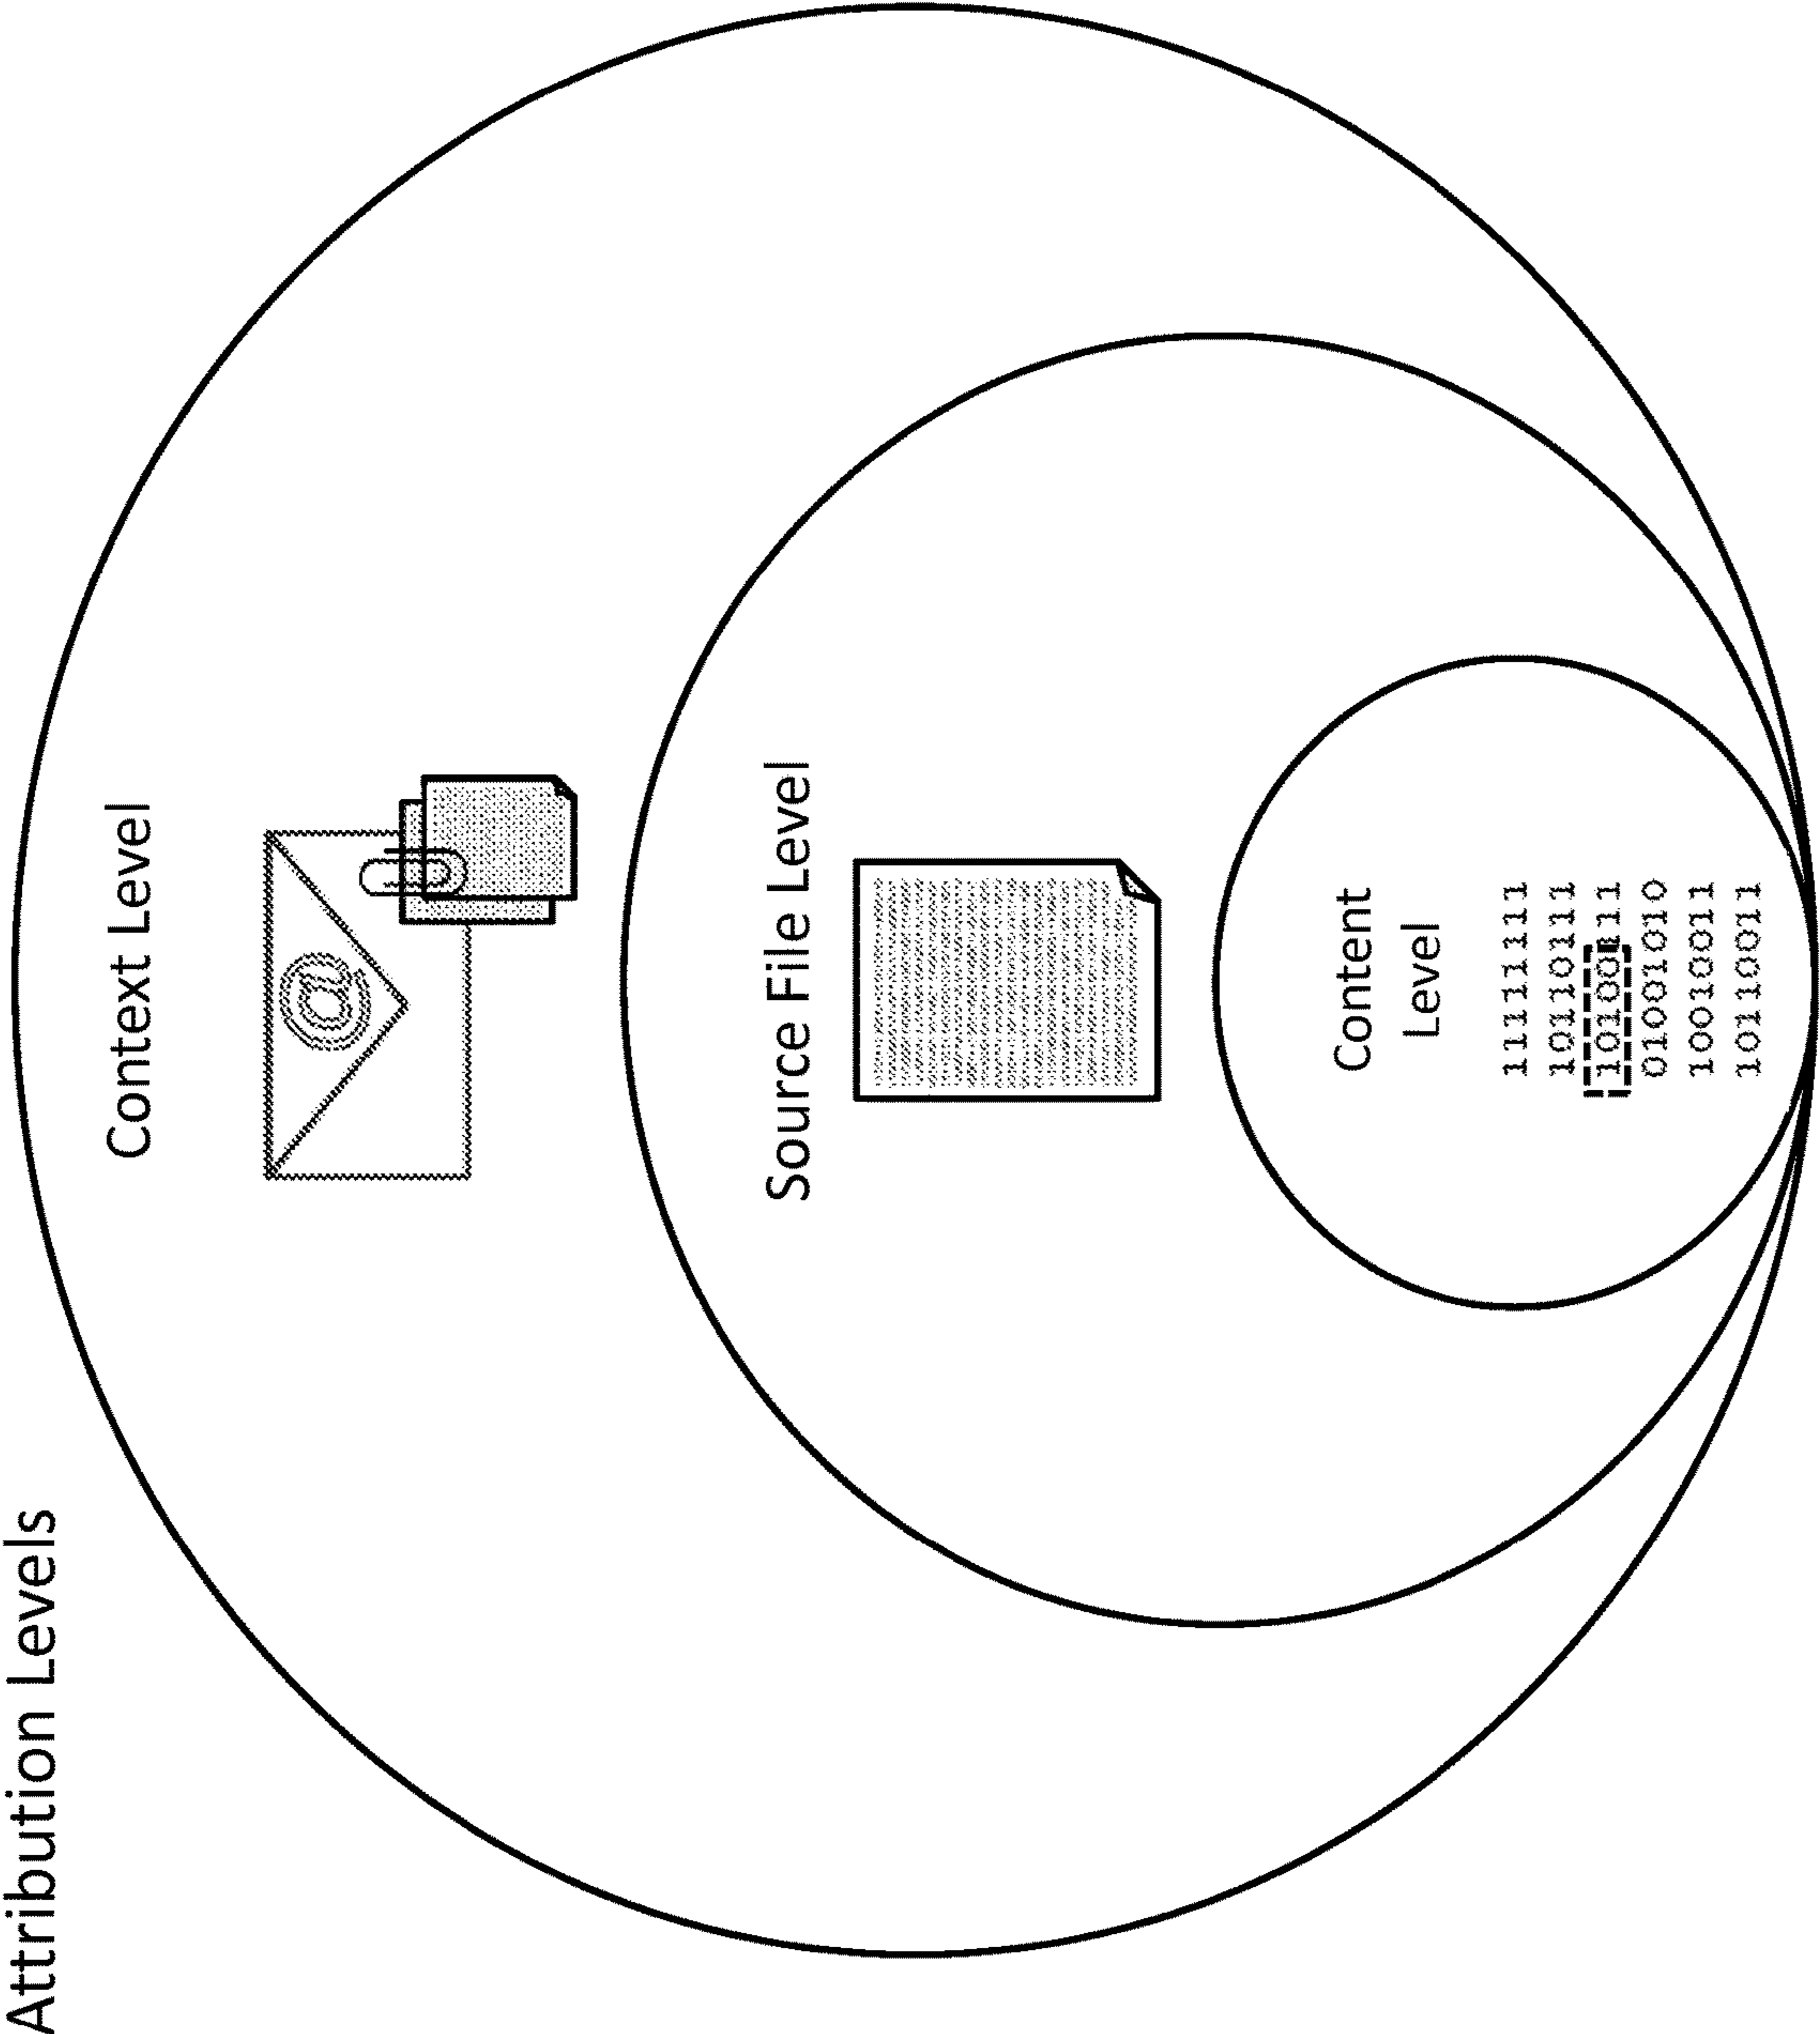 Attribution Levels
Context Level
@
Source File Level
Content
Level
11111111
10110111
10100111
01001010
10010011
10110011